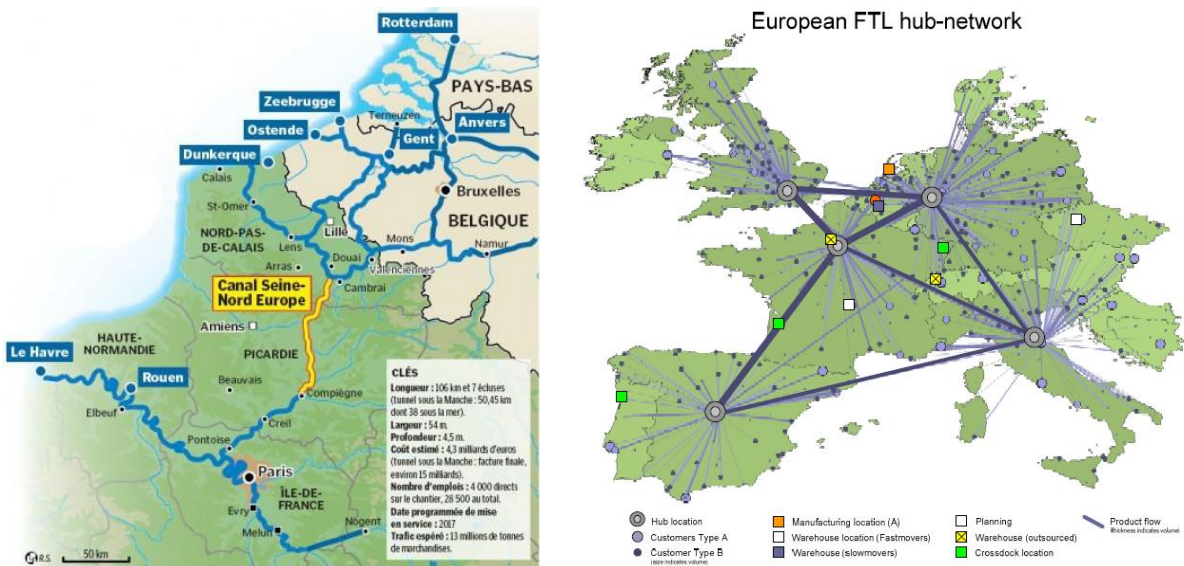 Rotterdam
PAYS-BAS
Zeebrugge
Terneuzen
Ostende
Gent
Anvers
Dunkerque
Calais
Bruxelles
St-Omer
BELGIQUE
NORD-PAS-
DE-CALAIS
Lille
Lens
Mons
Namur
Douai
Arras
Valenciennes
Canal Seine-
Nord Europe
Cambrai
Amiens
HAUTE-
NORMANDIE
PICARDIE
Le Havre
Rouen
Beauvais
Compiègne
Elbeuf
Creil
Pontoise
Paris
ÎLE-DE-
FRANCE
Evry
Melun
Nogent
R.S.
50 km
CLÉS
Longueur : 106 km et 7 écluses
(tunnel sous la Manche : 50,45 km
dont 38 sous la mer).
Largeur : 54 m.
Profondeur : 4,5 m.
Coût estimé : 4,3 milliards d'euros
(tunnel sous la Manche : facture finale,
environ 15 milliards).
Nombre d'emplois : 4 000 directs
sur le chantier, 28 500 au total.
Date programmée de mise
en service : 2017
Trafic espéré : 13 millions de tonnes
de marchandises.
European FTL hub-network
Hub location
Customers Type A
Customer Type B
(size indicates volume)
Manufacturing location (A)
Warehouse location (Fastmovers)
Warehouse (slowmovers)
Planning
Warehouse (outsourced)
Crossdock location
Product flow
(thickness indicates volume)